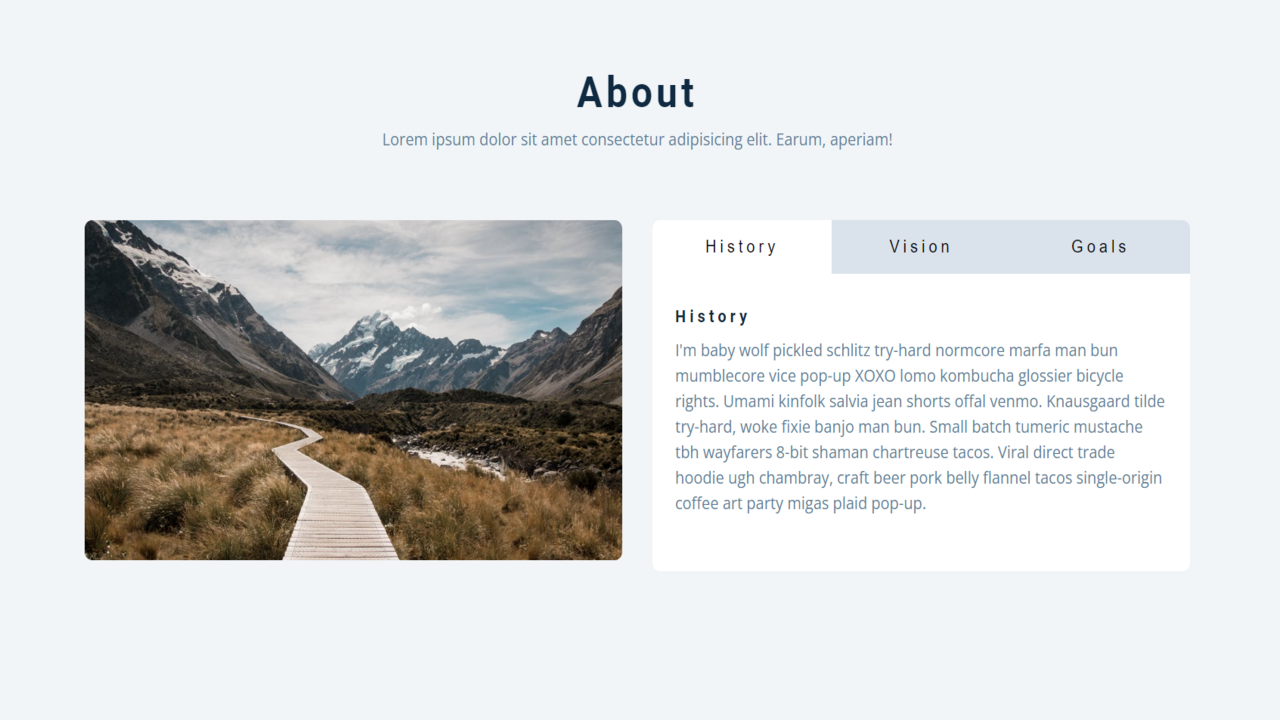 About
Lorem ipsum dolor sit amet consectetur adipisicing elit. Earum, aperiam!
History
Vision
Goals
History
I'm baby wolf pickled schlitz try-hard normcore marfa man bun
mumblecore vice pop-up XOXO lomo kombucha glossier bicycle
rights. Umami kinfolk salvia jean shorts offal venmo. Knausgaard tilde
try-hard, woke fixie banjo man bun. Small batch tumeric mustache
tbh wayfarers 8-bit shaman chartreuse tacos. Viral direct trade
hoodie ugh chambray, craft beer pork belly flannel tacos single-origin
coffee art party migas plaid pop-up.